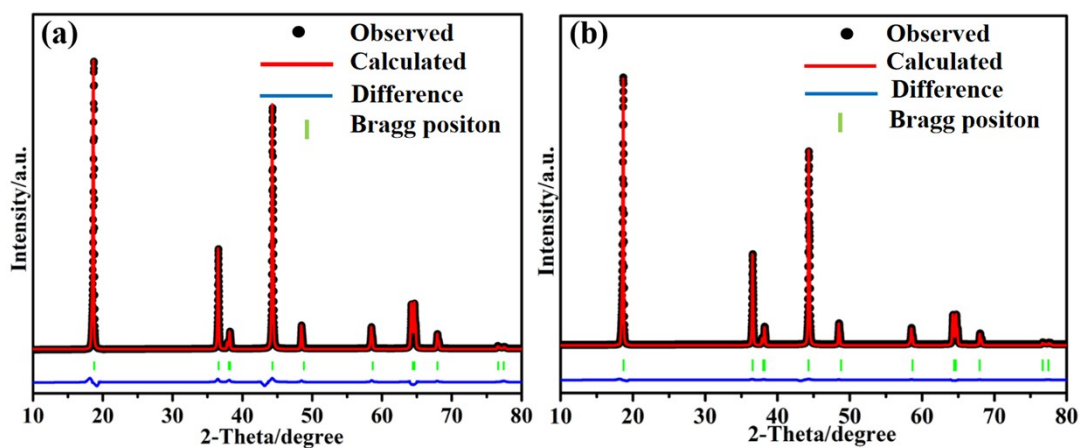 (a)
Observed
Calculated
Difference
Bragg positon
Intensity/a.u.
10 20 30 40 50 60 70 80
2-Theta/degree
(b)
Observed
Calculated
Difference
Bragg positon
Intensity/a.u.
10 20 30 40 50 60 70 80
2-Theta/degree